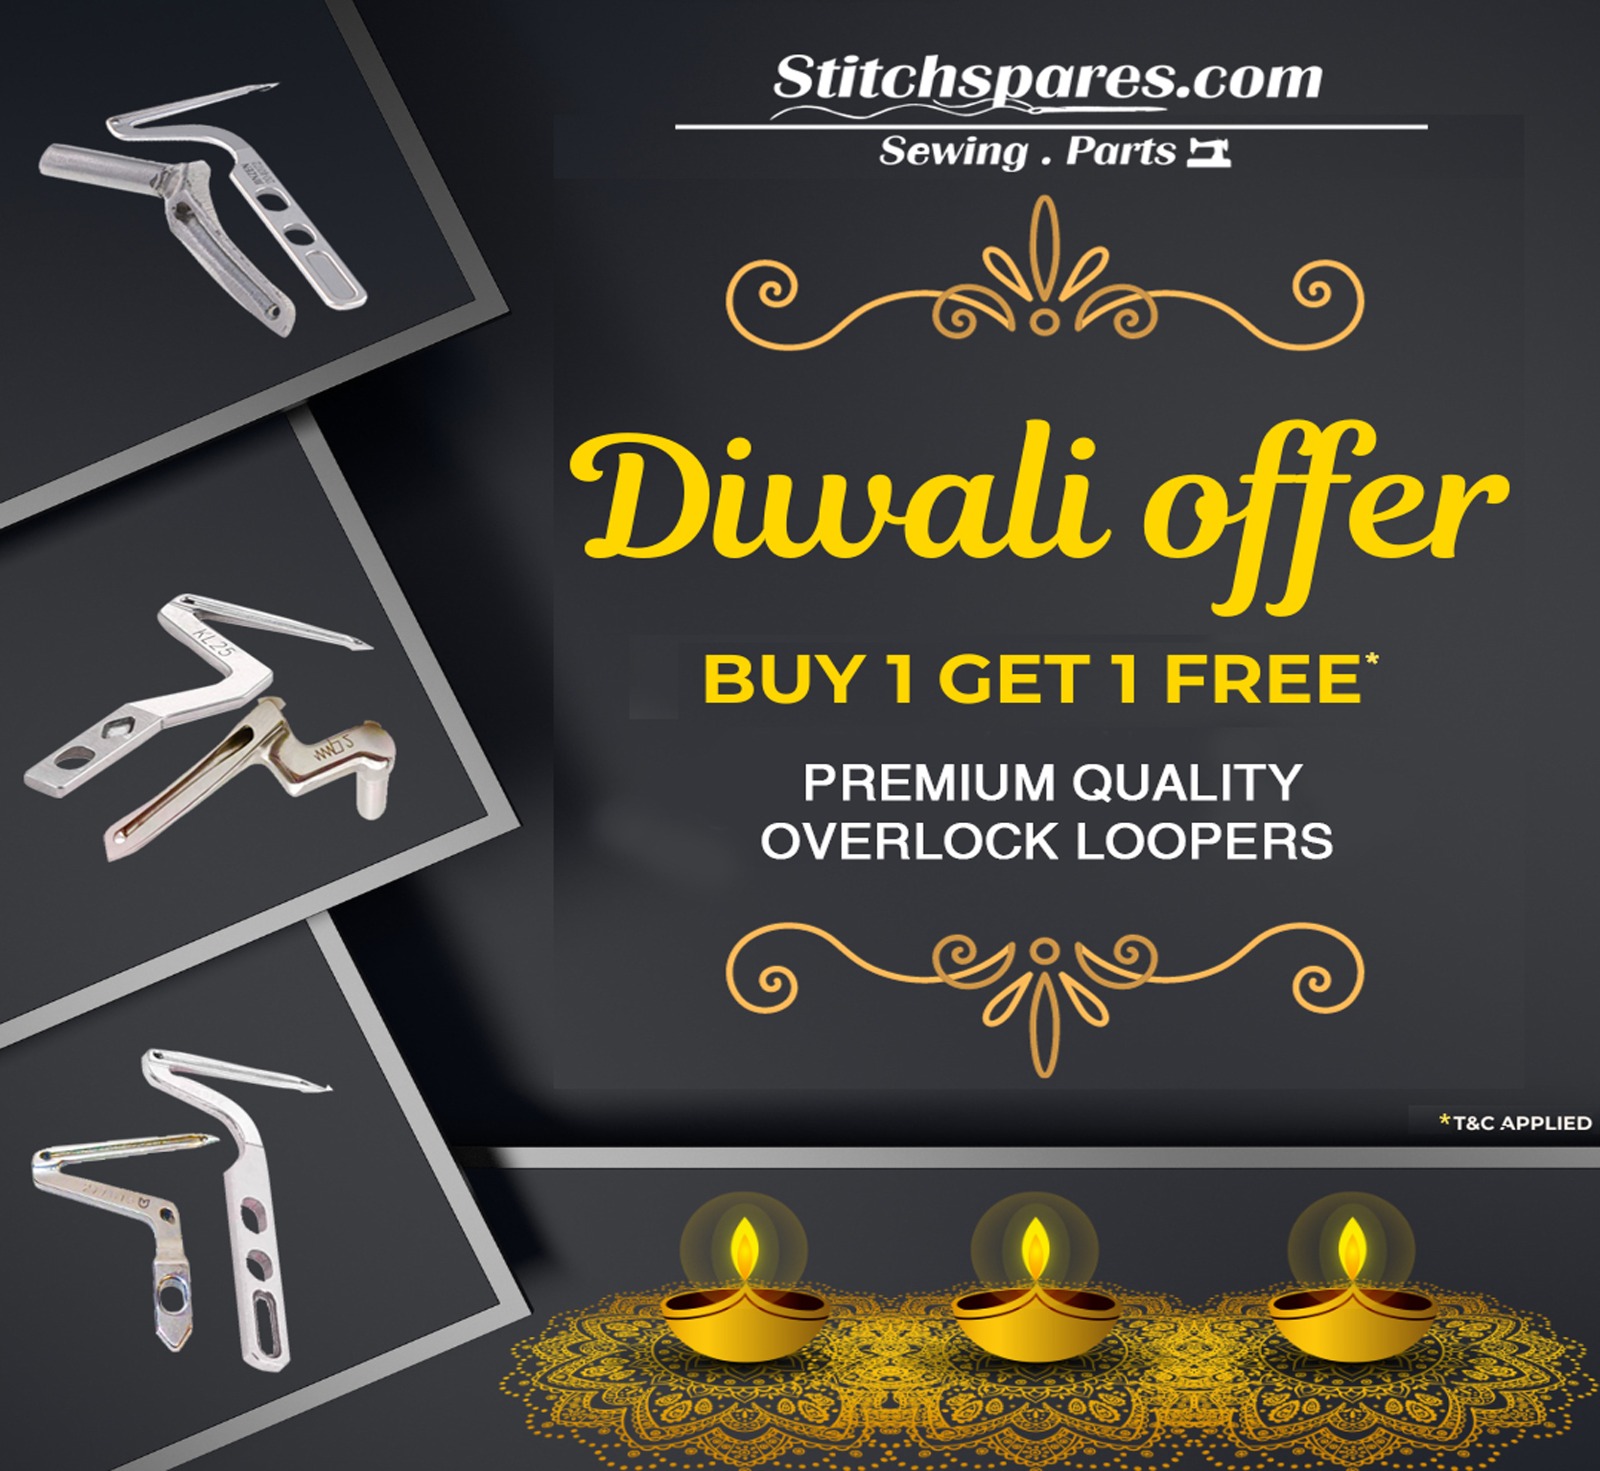 Stitchspares.com
Sewing . Parts
Diwali offer
BUY 1 GET 1 FREE*
PREMIUM QUALITY
OVERLOCK LOOPERS
*T&C APPLIED
KL25